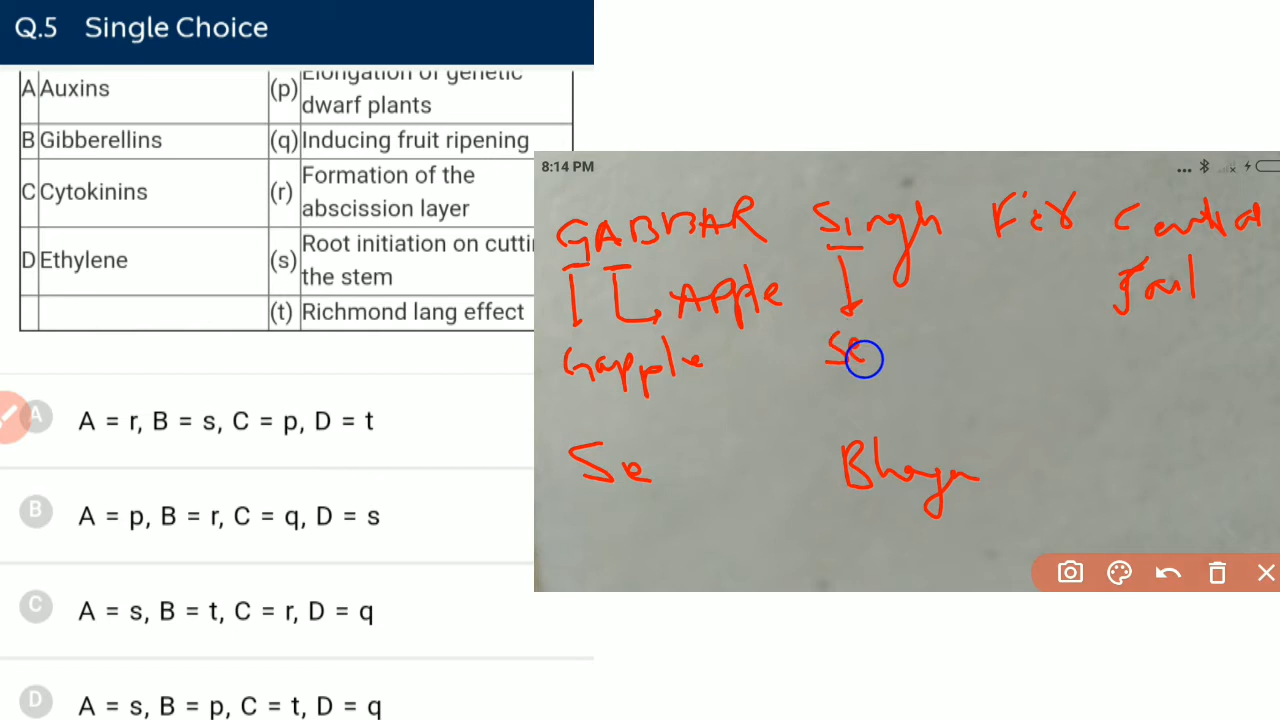 Q.5 Single Choice
A Auxins (p) Elongation of genetic dwarf plants
B Gibberellins (q) Inducing fruit ripening
C Cytokinins (r) Formation of the abscission layer
D Ethylene (s) Root initiation on cutti the stem
(t) Richmond lang effect
A A = r, B = s, C = p, D = t
B A = p, B = r, C = q, D = s
C A = s, B = t, C = r, D = q
D A = s, B = p, C = t, D = q
8:14 PM
GABBAR Singh Fir Central
Apple Jail
Gapple Se
Se Bhaga